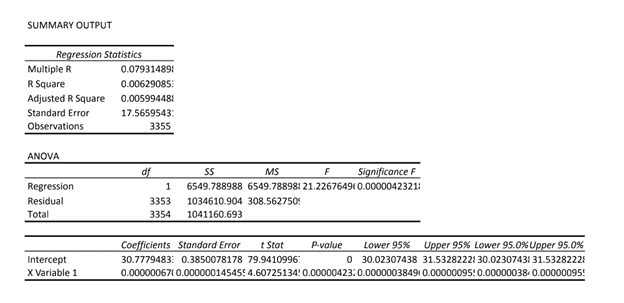 SUMMARY OUTPUT
Regression Statistics
Multiple R 0.07931489
R Square 0.00629085
Adjusted R Square 0.00599448
Standard Error 17.5659543
Observations 3355
ANOVA
df SS MS F Significance F
Regression 1 6549.788988 6549.78898 21.2267649 0.000004232
Residual 3353 1034610.904 308.562750
Total 3354 1041160.693
Coefficients Standard Error t Stat P-value Lower 95% Upper 95% Lower 95.0% Upper 95.0%
Intercept 30.7779483 0.3850078178 79.9410996 0 30.02307438 31.5328222 30.0230743 31.5328222
X Variable 1 0.00000067 0.00000014545 4.60725134 0.00000423 0.000000384 0.00000095 0.00000038 0.00000095